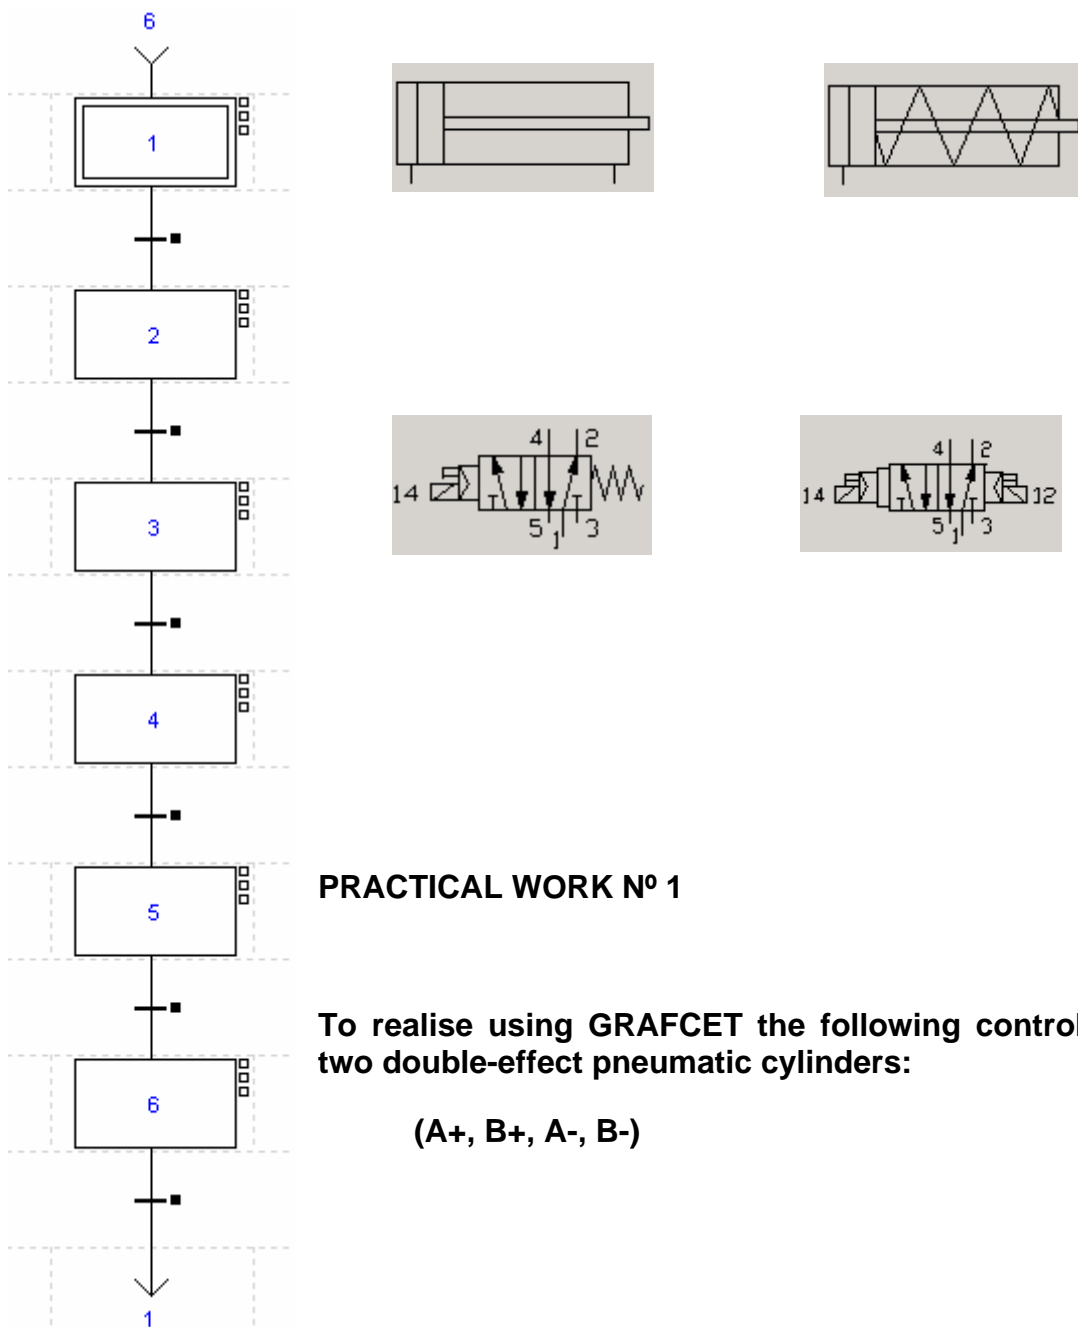 6
1
2
3
4
5
6
1
4 2
14
5 1 3
4 2
14 12
5 1 3
PRACTICAL WORK Nº 1
To realise using GRAFCET the following control
two double-effect pneumatic cylinders:
(A+, B+, A-, B-)